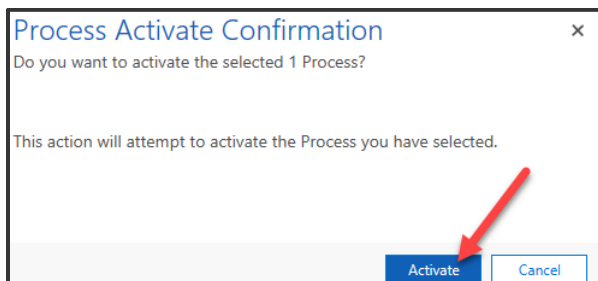 Process Activate Confirmation
Do you want to activate the selected 1 Process?
This action will attempt to activate the Process you have selected.
Activate
Cancel